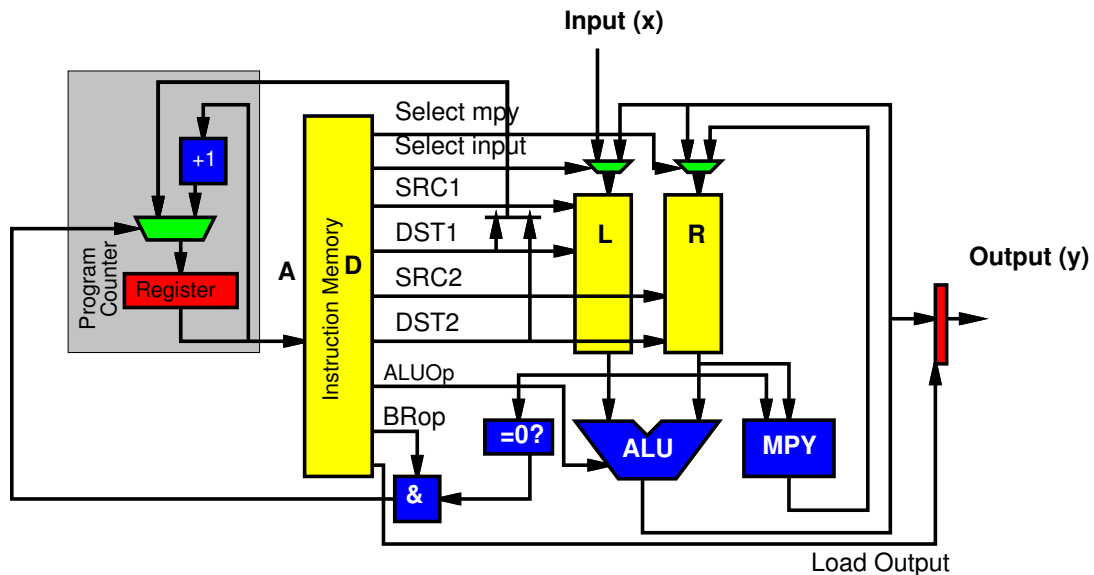 Input (x)
Select mpy
+1
Select input
SRC1
L
R
DST1
A
D
Output (y)
Program
Counter
Register
Instruction Memory
SRC2
DST2
ALUOp
BRop
=0?
ALU
MPY
&
Load Output